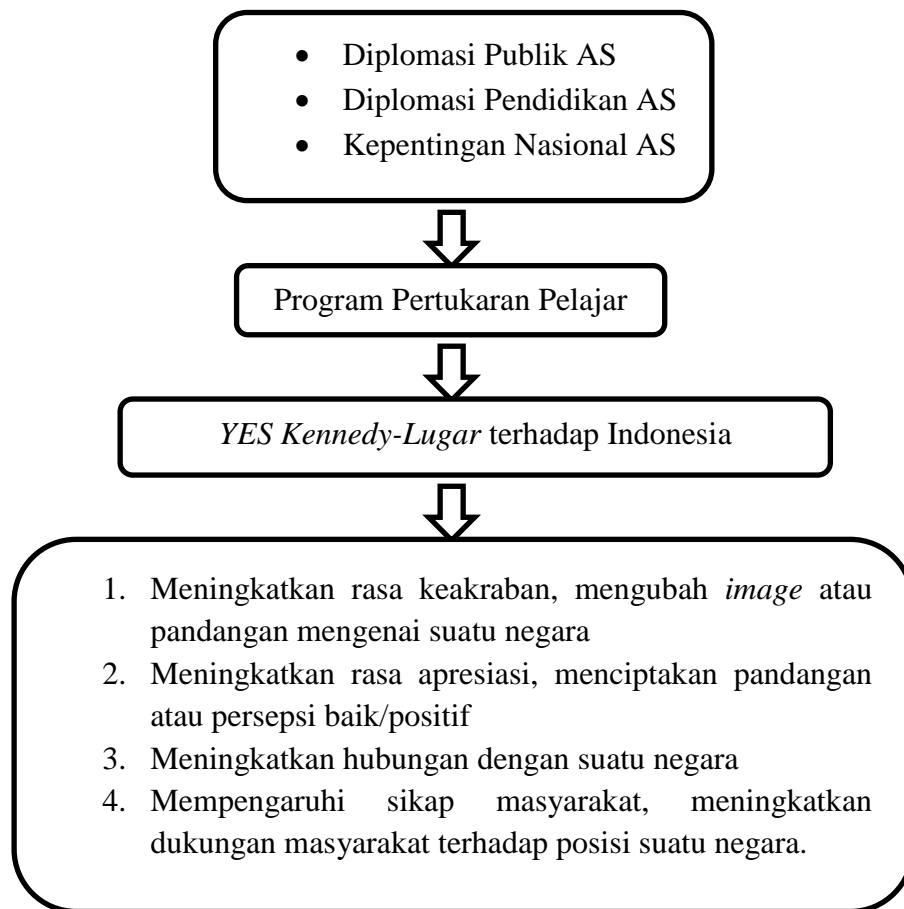 • Diplomasi Publik AS
• Diplomasi Pendidikan AS
• Kepentingan Nasional AS
Program Pertukaran Pelajar
YES Kennedy-Lugar terhadap Indonesia
1. Meningkatkan rasa keakraban, mengubah image atau
pandangan mengenai suatu negara
2. Meningkatkan rasa apresiasi, menciptakan pandangan
atau persepsi baik/positif
3. Meningkatkan hubungan dengan suatu negara
4. Mempengaruhi sikap masyarakat, meningkatkan
dukungan masyarakat terhadap posisi suatu negara.